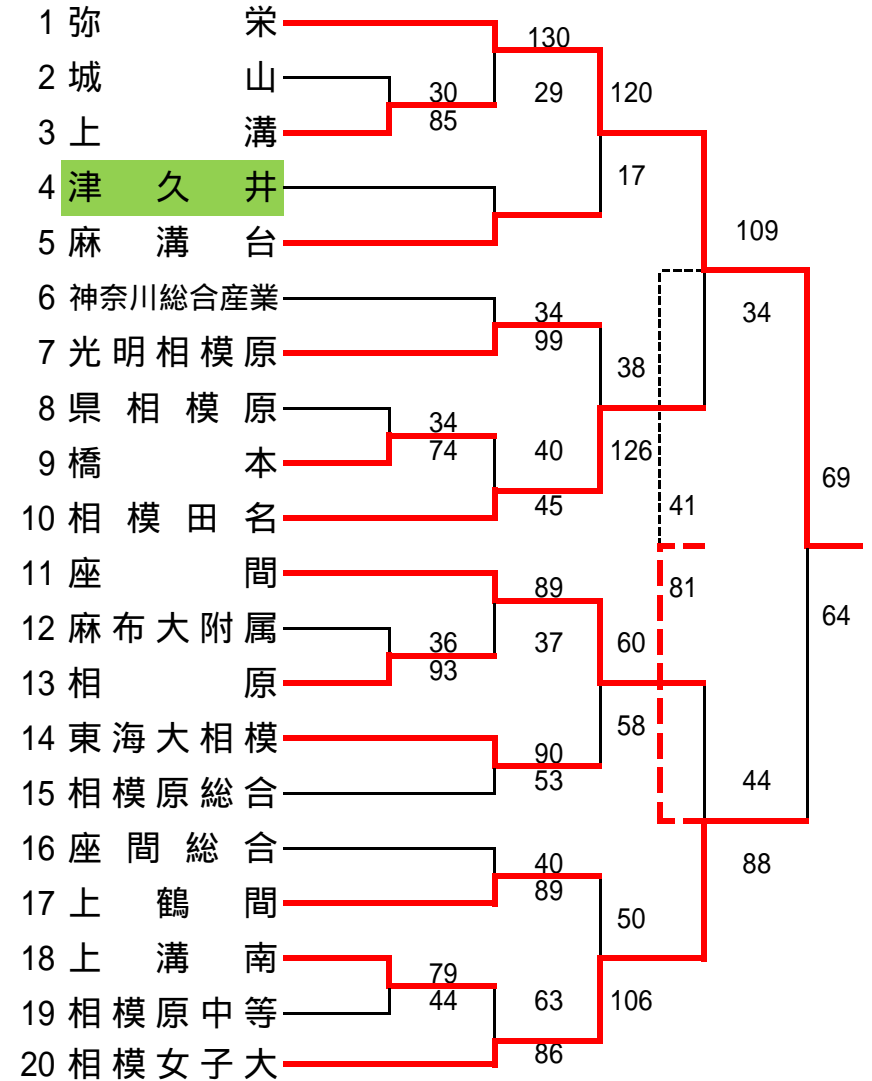 1 弥栄
2 城山
3 上溝
4 津久井
5 麻溝台
6 神奈川総合産業
7 光明相模原
8 県相模原
9 橋本
10 相模田名
11 座間
12 麻布大附属
13 相原
14 東海大相模
15 相模原総合
16 座間総合
17 上鶴間
18 上溝南
19 相模原中等
20 相模女子大
30
85
34
74
36
93
79
44
130
29
34
99
40
45
89
37
90
53
40
89
63
86
120
17
38
126
60
58
50
106
41
81
109
34
44
88
69
64